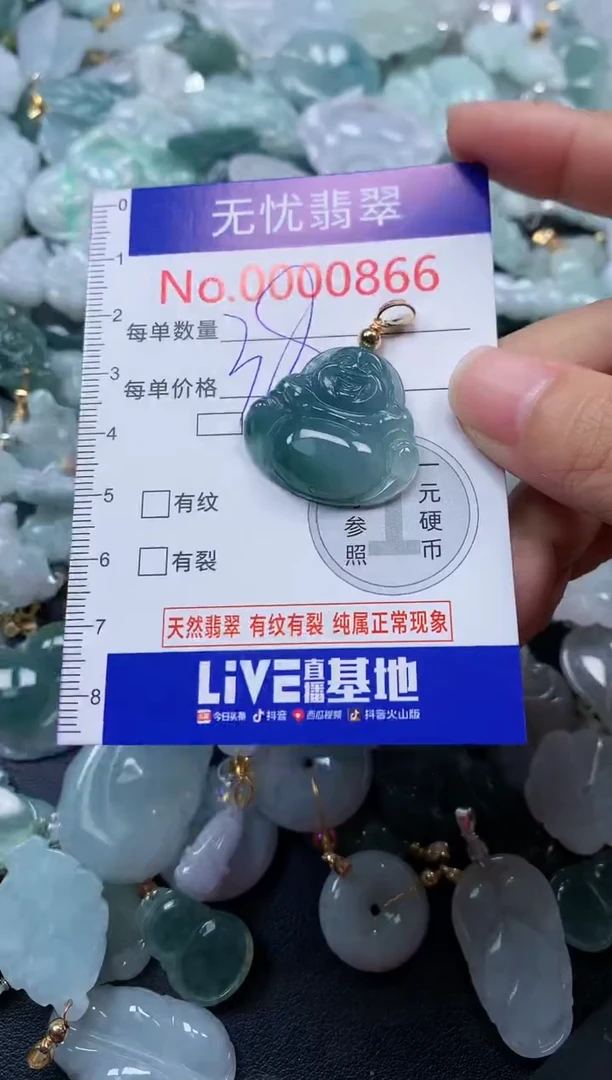 0
无忧翡翠
1
No.0000866
2
每单数量
38
3
每单价格
4
5
有纹
一元硬币
参照
6
有裂
7
天然翡翠 有纹有裂 纯属正常现象
8
LiVE直播基地
今日头条 抖音 西瓜视频 抖音火山版